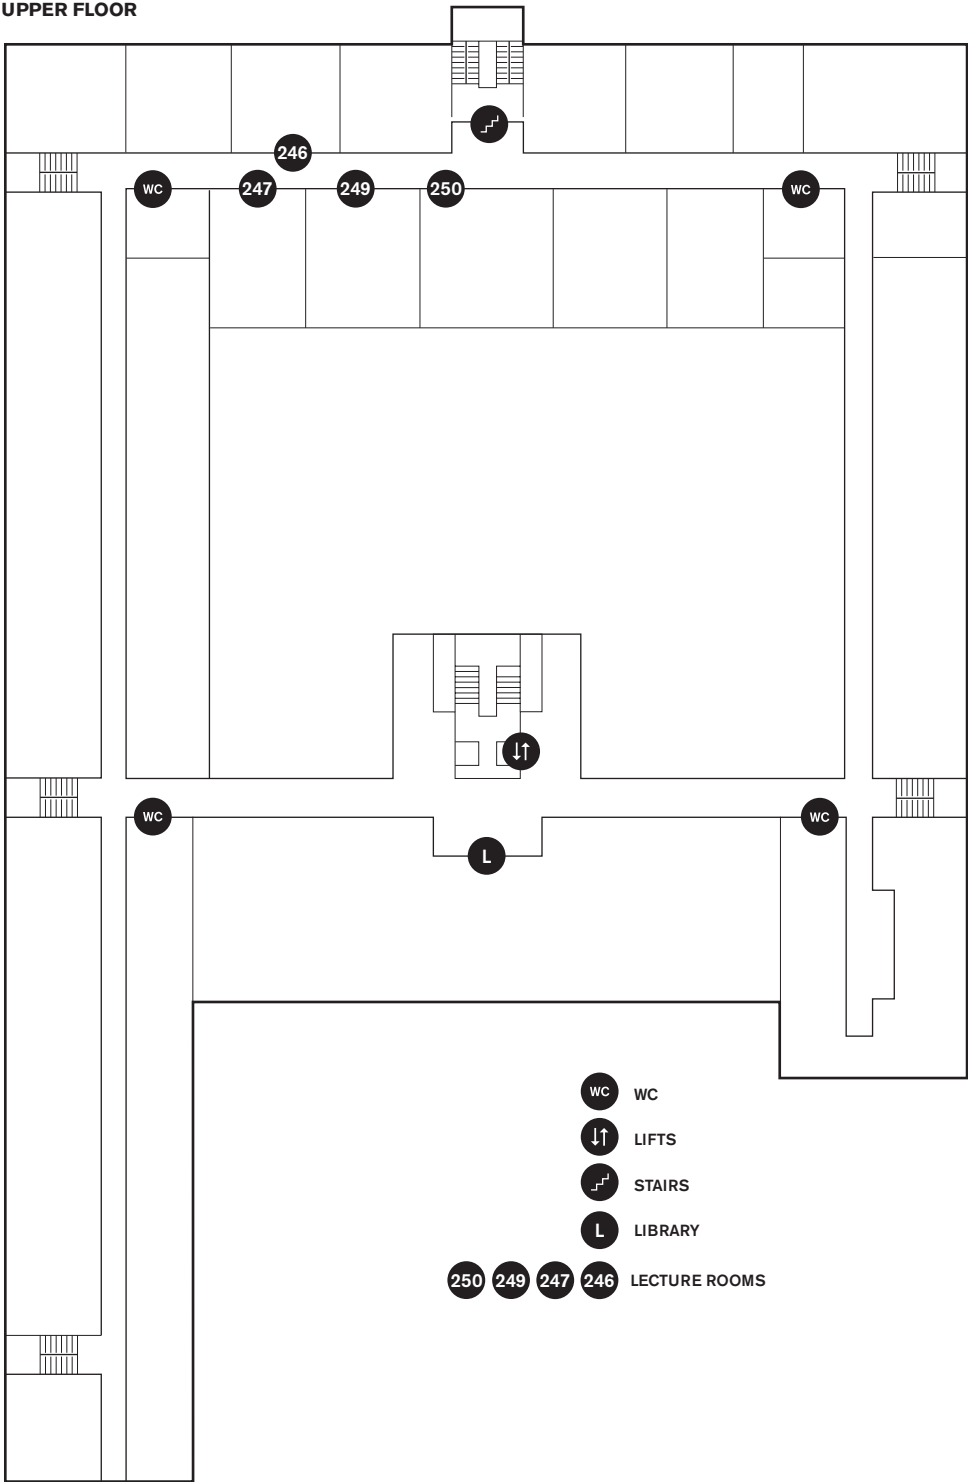 UPPER FLOOR
246
WC 247 249 250 WC
WC WC
L
WC WC
LIFTS
STAIRS
L LIBRARY
250 249 247 246 LECTURE ROOMS